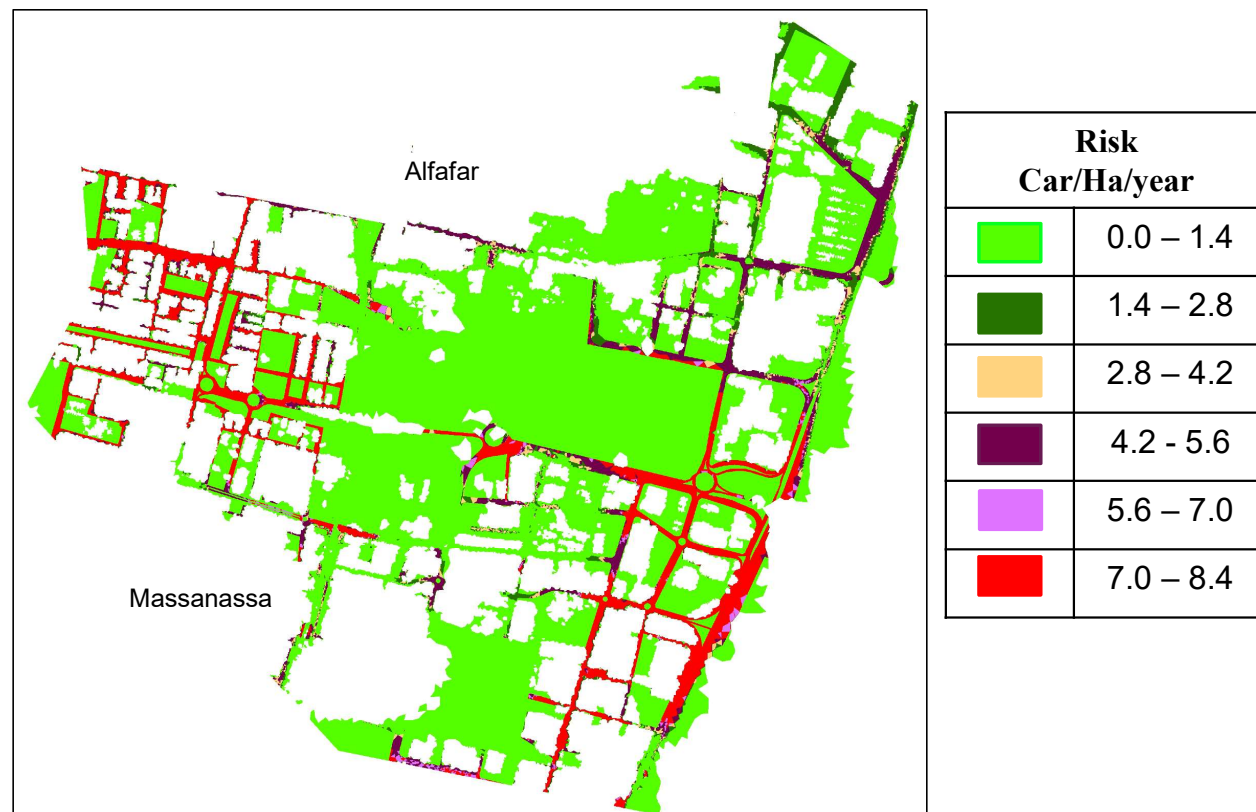 Alfafar
Massanassa
Risk
Car/Ha/year
0.0 – 1.4
1.4 – 2.8
2.8 – 4.2
4.2 - 5.6
5.6 – 7.0
7.0 – 8.4